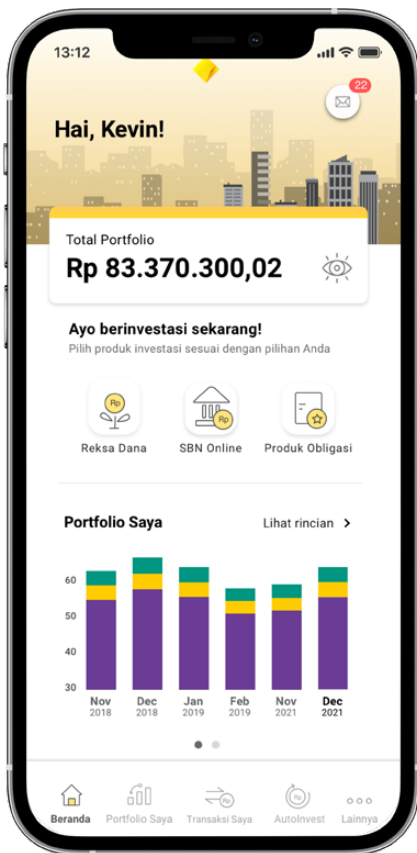 13:12
22
Hai, Kevin!
Total Portfolio
Rp 83.370.300,02
Ayo berinvestasi sekarang!
Pilih produk investasi sesuai dengan pilihan Anda
Rp
Rp
Reksa Dana SBN Online Produk Obligasi
Portfolio Saya Lihat rincian
60
50
40
30
Nov Dec Jan Feb Nov Dec
2018 2018 2019 2019 2021 2021
Rp Rp
Beranda Portfolio Saya Transaksi Saya AutoInvest Lainnya